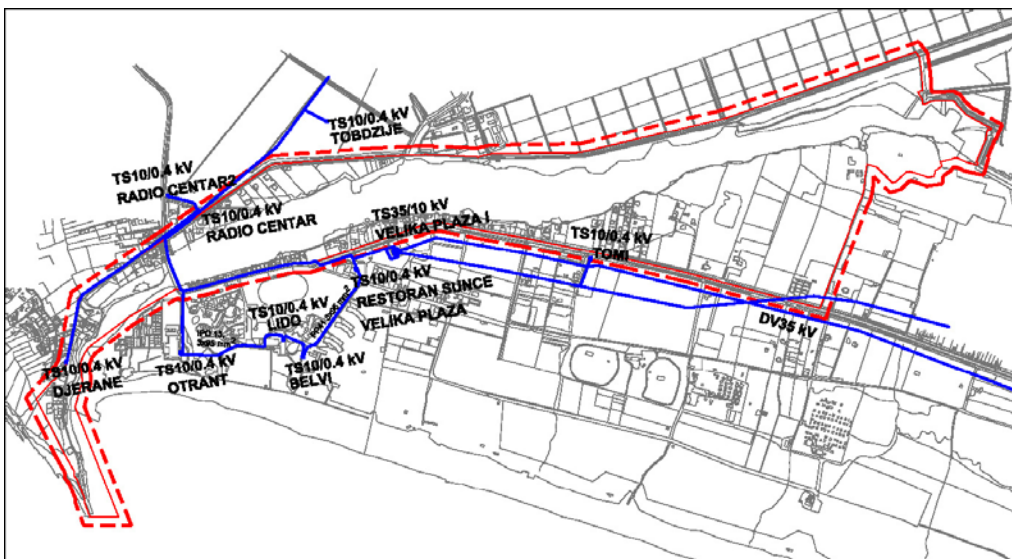 TS10/0.4 kV
TOBDZIJE
TS10/0.4 kV
RADIO CENTAR2
TS10/0.4 kV
RADIO CENTAR
TS35/10 kV
VELIKA PLAZA I
TS10/0.4 kV
TOMI
TS10/0.4 kV
RESTORAN SUNCE
VELIKA PLAZA
TS10/0.4 kV
LIDO
DV35 kV
TS10/0.4 kV
DJERANE
TS10/0.4 kV
OTRANT
TS10/0.4 kV
BELVI
IPO 13